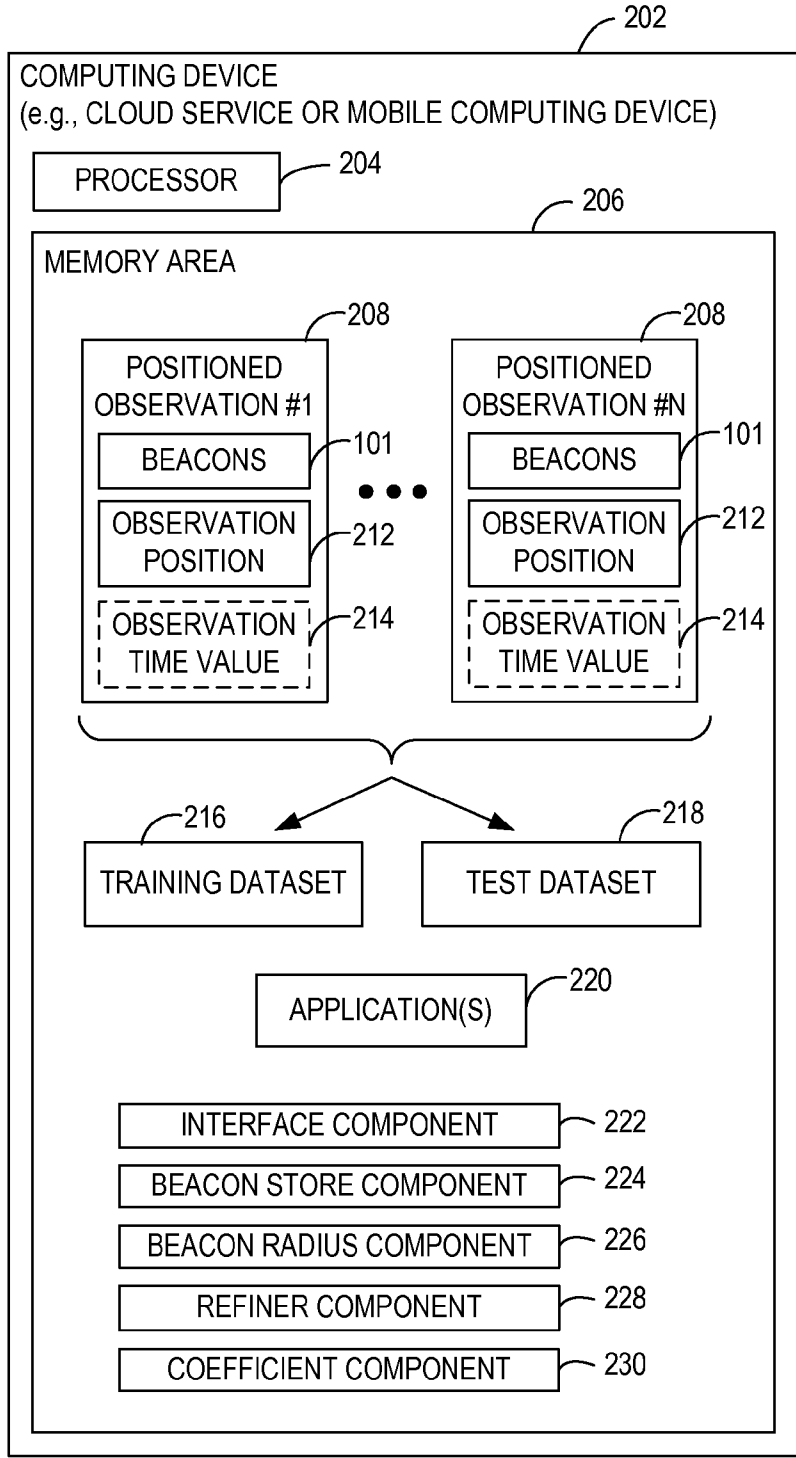 202
COMPUTING DEVICE
(e.g., CLOUD SERVICE OR MOBILE COMPUTING DEVICE)
PROCESSOR
204
206
MEMORY AREA
208
208
POSITIONED
OBSERVATION #1
POSITIONED
OBSERVATION #N
BEACONS
101
BEACONS
101
OBSERVATION
POSITION
212
OBSERVATION
POSITION
212
OBSERVATION
TIME VALUE
214
OBSERVATION
TIME VALUE
214
216
218
TRAINING DATASET
TEST DATASET
APPLICATION(S)
220
INTERFACE COMPONENT
222
BEACON STORE COMPONENT
224
BEACON RADIUS COMPONENT
226
REFINER COMPONENT
228
COEFFICIENT COMPONENT
230